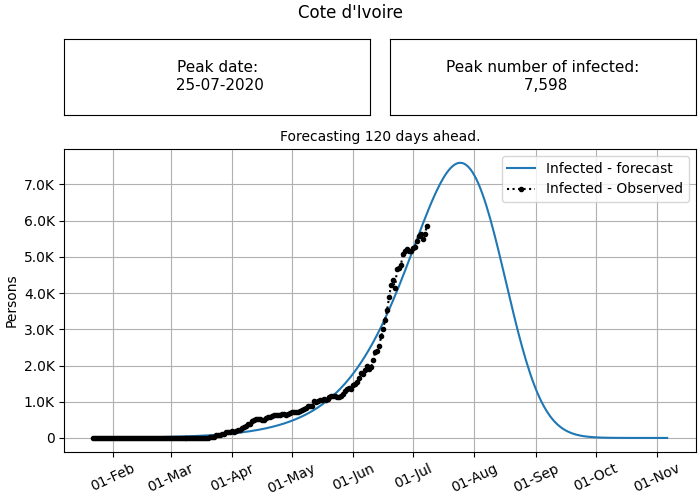 Cote d'Ivoire
Peak date:
25-07-2020
Peak number of infected:
7,598
Forecasting 120 days ahead.
Infected - forecast
Infected - Observed
7.0K
6.0K
5.0K
4.0K
3.0K
2.0K
1.0K
0
Persons
01-Feb
01-Mar
01-Apr
01-May
01-Jun
01-Jul
01-Aug
01-Sep
01-Oct
01-Nov